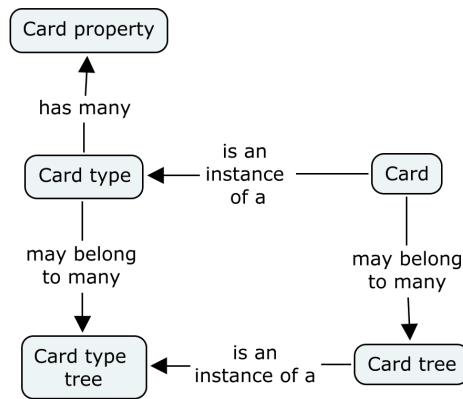 Card property
has many
Card type
is an
instance
of a
Card
may belong
to many
may belong
to many
Card type
tree
is an
instance of a
Card tree